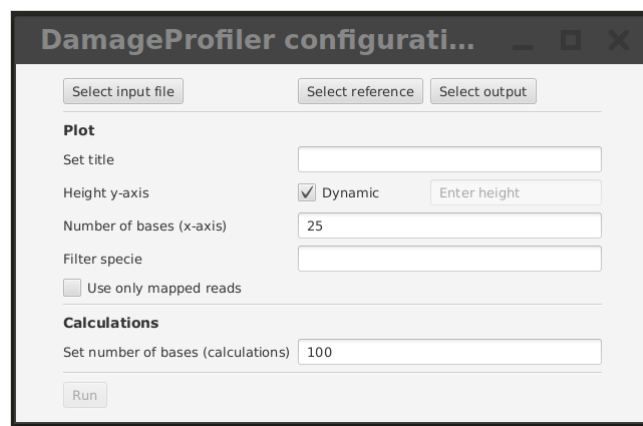 DamageProfiler configurati...
Select input file Select reference Select output
Plot
Set title
Height y-axis Dynamic Enter height
Number of bases (x-axis) 25
Filter specie
Use only mapped reads
Calculations
Set number of bases (calculations) 100
Run